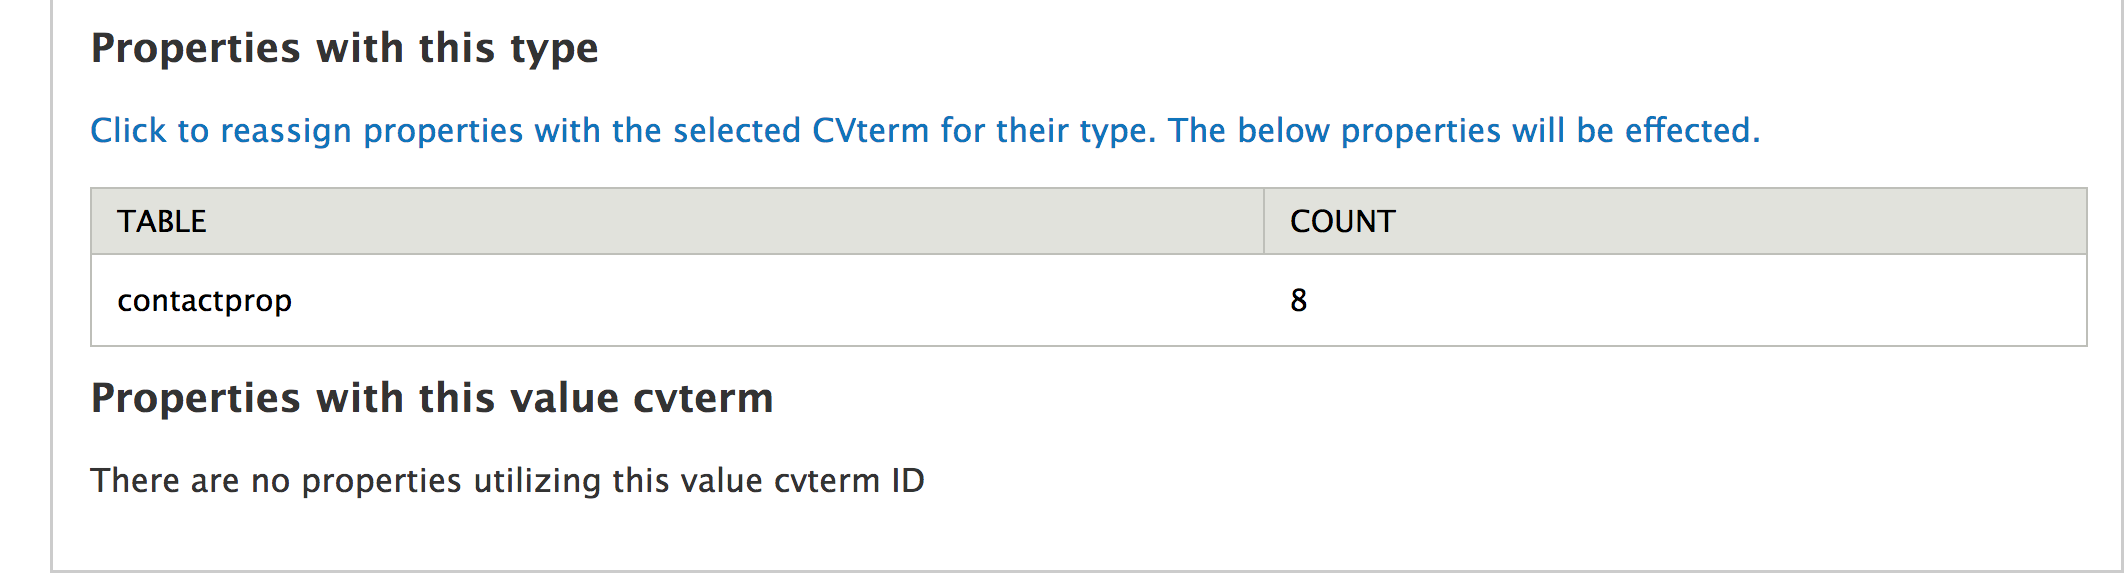 Properties with this type
Click to reassign properties with the selected CVterm for their type. The below properties will be effected.
TABLE COUNT
contactprop 8
Properties with this value cvterm
There are no properties utilizing this value cvterm ID